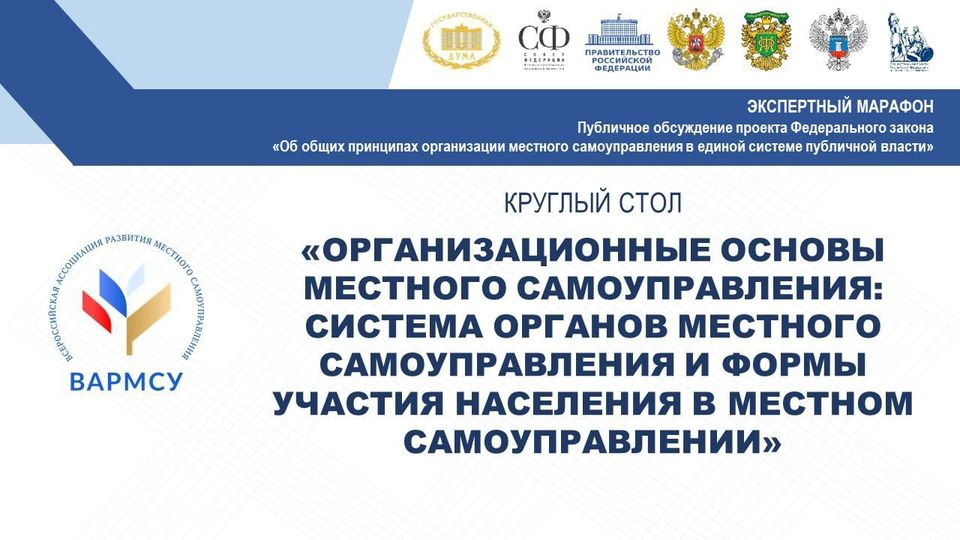 ГОСУДАРСТВЕННАЯ
ДУМА
СФ
СОВЕТ
ФЕДЕРАЦИИ
ПРАВИТЕЛЬСТВО
РОССИЙСКОЙ
ФЕДЕРАЦИИ
ЭКСПЕРТНЫЙ МАРАФОН
Публичное обсуждение проекта Федерального закона
«Об общих принципах организации местного самоуправления в единой системе публичной власти»
КРУГЛЫЙ СТОЛ
«ОРГАНИЗАЦИОННЫЕ ОСНОВЫ
МЕСТНОГО САМОУПРАВЛЕНИЯ:
СИСТЕМА ОРГАНОВ МЕСТНОГО
САМОУПРАВЛЕНИЯ И ФОРМЫ
УЧАСТИЯ НАСЕЛЕНИЯ В МЕСТНОМ
САМОУПРАВЛЕНИИ»
ВСЕРОССИЙСКАЯ АССОЦИАЦИЯ РАЗВИТИЯ МЕСТНОГО САМОУПРАВЛЕНИЯ
ВАРМСУ